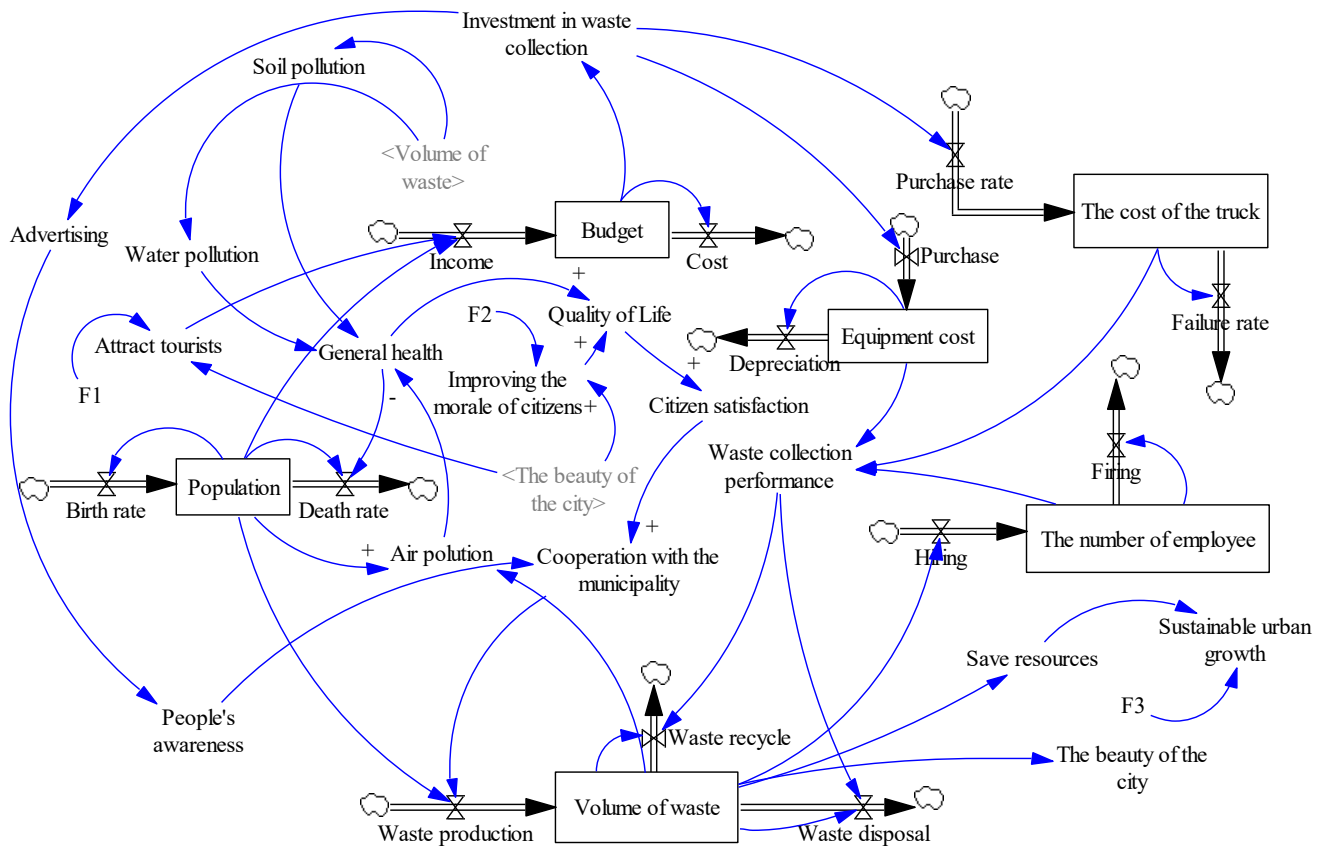 Investment in waste
collection
Soil pollution
<Volume of
waste>
Purchase rate
The cost of the truck
Advertising
Water pollution
Income
Budget
Cost
Purchase
+
F2
Quality of Life
Equipment cost
Failure rate
Attract tourists
General health
+
Depreciation
+
F1
-
Improving the
morale of citizens+
Citizen satisfaction
Waste collection
performance
<The beauty of
the city>
Firing
Population
Birth rate
Death rate
+
+
Air polution
Cooperation with the
municipality
Hiring
The number of employee
Sustainable urban
growth
Save resources
F3
People's
awareness
Waste recycle
The beauty of the
city
Volume of waste
Waste production
Waste disposal